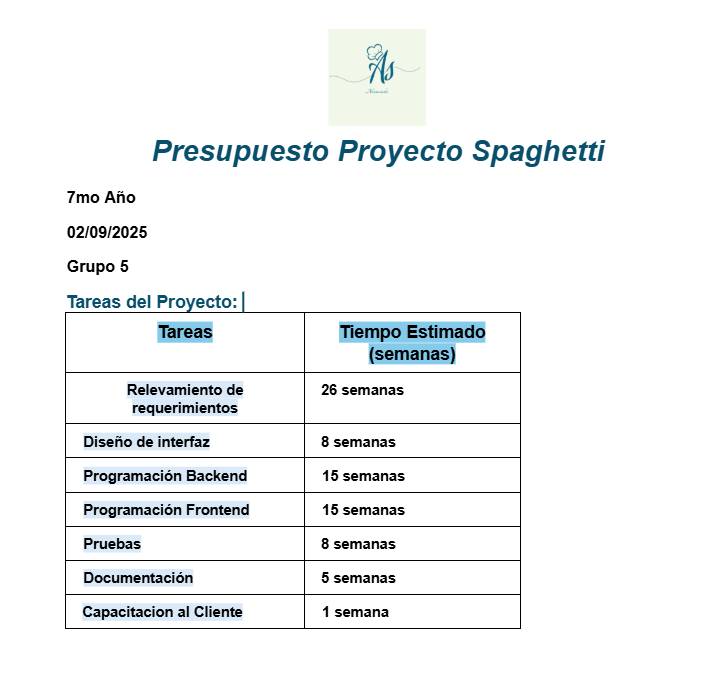 As
Presupuesto Proyecto Spaghetti
7mo Año
02/09/2025
Grupo 5
Tareas del Proyecto:
Tareas
Tiempo Estimado
(semanas)
Relevamiento de
requerimientos
26 semanas
Diseño de interfaz
8 semanas
Programación Backend
15 semanas
Programación Frontend
15 semanas
Pruebas
8 semanas
Documentación
5 semanas
Capacitacion al Cliente
1 semana